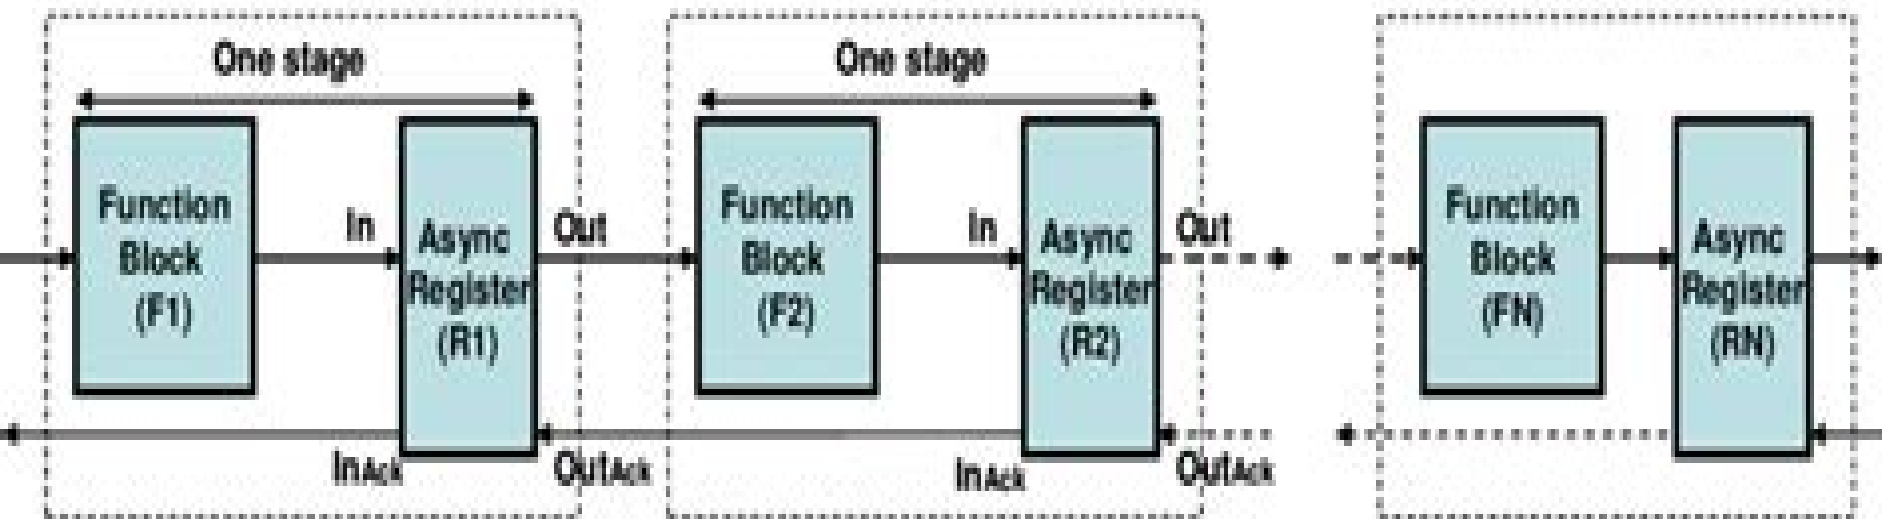 One stage
Function
Block
(F1)
In
Async
Register
(R1)
Out
InAck
OutAck
One stage
Function
Block
(F2)
In
Async
Register
(R2)
Out
InAck
OutAck
Function
Block
(FN)
Async
Register
(RN)